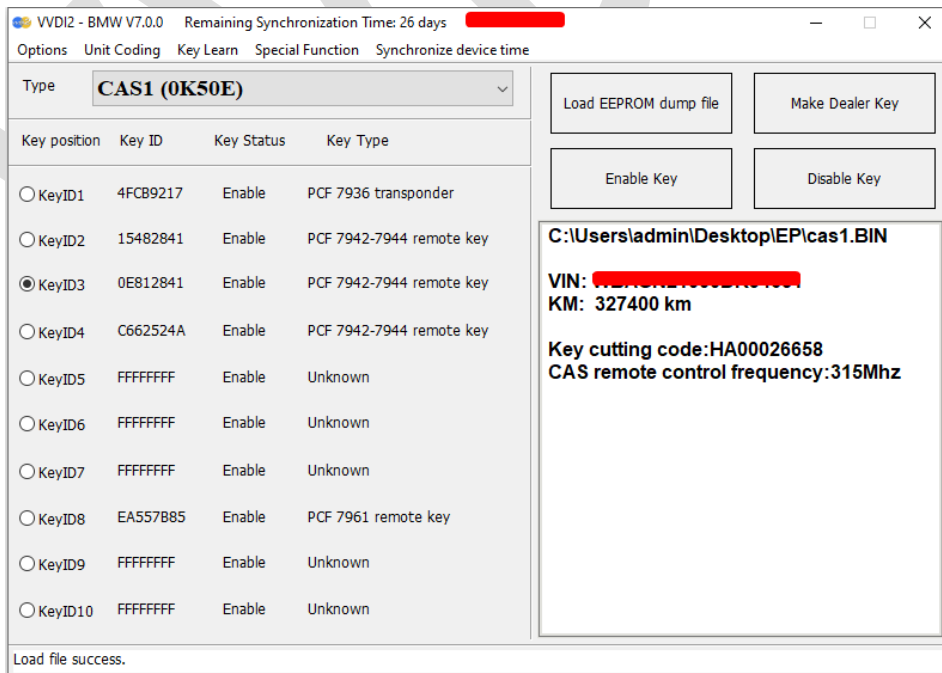 VVDI2 - BMW V7.0.0 Remaining Synchronization Time: 26 days
Options Unit Coding Key Learn Special Function Synchronize device time
Type CAS1 (0K50E)
Key position Key ID Key Status Key Type
KeyID1 4FCB9217 Enable PCF 7936 transponder
KeyID2 15482841 Enable PCF 7942-7944 remote key
KeyID3 0E812841 Enable PCF 7942-7944 remote key
KeyID4 C662524A Enable PCF 7942-7944 remote key
KeyID5 FFFFFFFF Enable Unknown
KeyID6 FFFFFFFF Enable Unknown
KeyID7 FFFFFFFF Enable Unknown
KeyID8 EA557B85 Enable PCF 7961 remote key
KeyID9 FFFFFFFF Enable Unknown
KeyID10 FFFFFFFF Enable Unknown
Load EEPROM dump file Make Dealer Key
Enable Key Disable Key
C:\Users\admin\Desktop\EP\cas1.BIN
VIN:
KM: 327400 km
Key cutting code:HA00026658
CAS remote control frequency:315Mhz
Load file success.